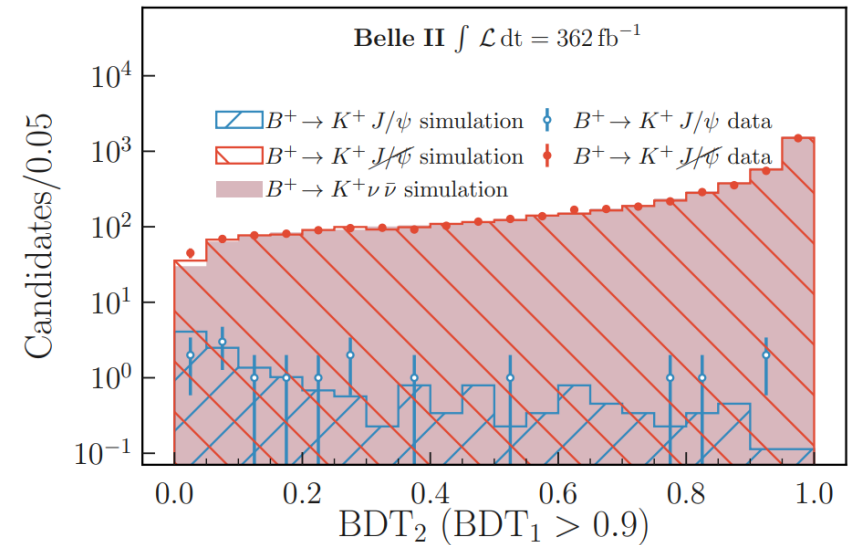 Belle II ∫ ℒ dt = 362 fb⁻¹
10⁴
10³
10²
10¹
10⁰
10⁻¹
Candidates/0.05
B⁺ → K⁺ J/ψ simulation
B⁺ → K⁺ J̸/ψ̸ simulation
B⁺ → K⁺ ν ν̄ simulation
B⁺ → K⁺ J/ψ data
B⁺ → K⁺ J̸/ψ̸ data
0.0 0.2 0.4 0.6 0.8 1.0
BDT₂ (BDT₁ > 0.9)